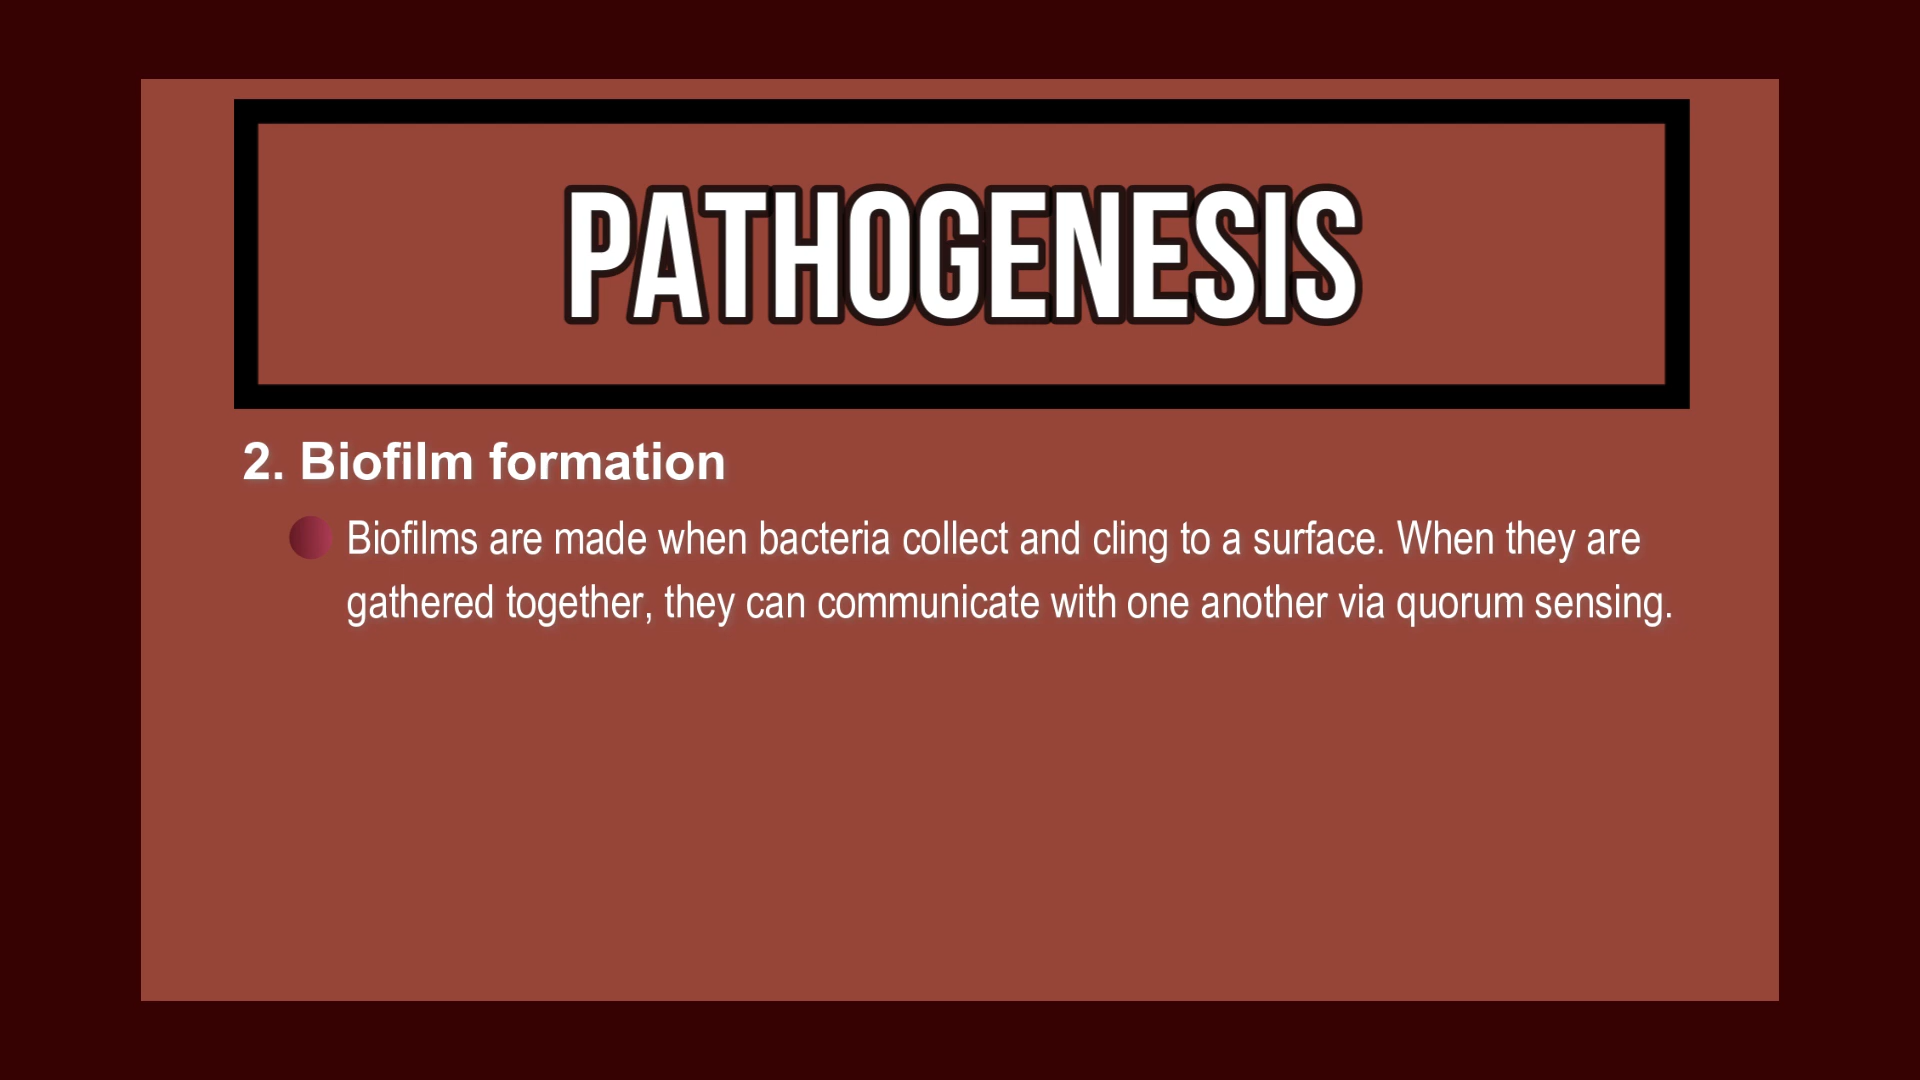 PATHOGENESIS
2. Biofilm formation
Biofilms are made when bacteria collect and cling to a surface. When they are
gathered together, they can communicate with one another via quorum sensing.